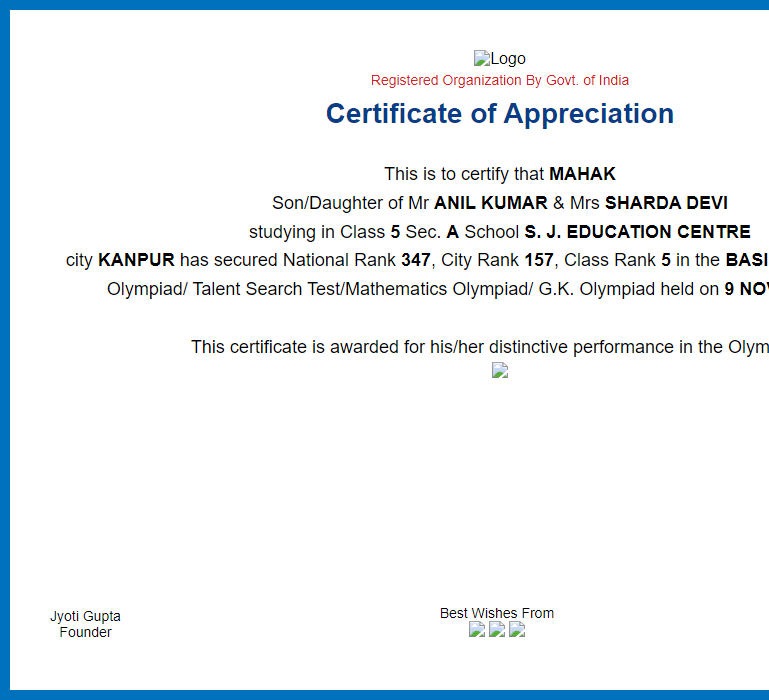 Logo
Registered Organization By Govt. of India
Certificate of Appreciation
This is to certify that MAHAK
Son/Daughter of Mr ANIL KUMAR & Mrs SHARDA DEVI
studying in Class 5 Sec. A School S. J. EDUCATION CENTRE
city KANPUR has secured National Rank 347, City Rank 157, Class Rank 5 in the BASI
Olympiad/ Talent Search Test/Mathematics Olympiad/ G.K. Olympiad held on 9 NOV
This certificate is awarded for his/her distinctive performance in the Olym
Jyoti Gupta
Founder
Best Wishes From